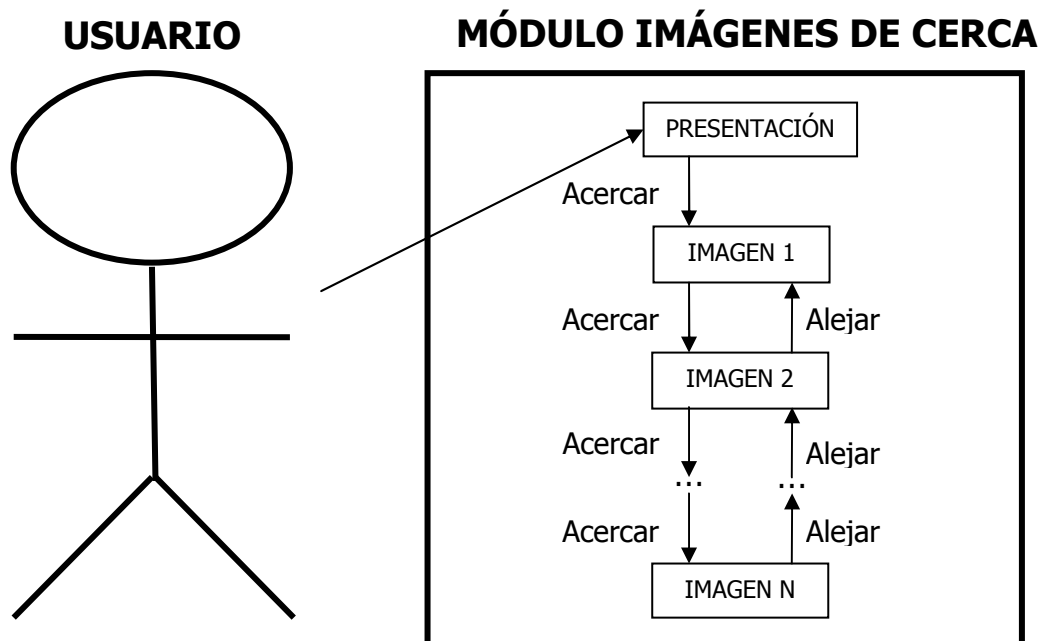 USUARIO
MÓDULO IMÁGENES DE CERCA
PRESENTACIÓN
Acercar
IMAGEN 1
Acercar
Alejar
IMAGEN 2
Acercar
Alejar
...
...
Acercar
Alejar
IMAGEN N